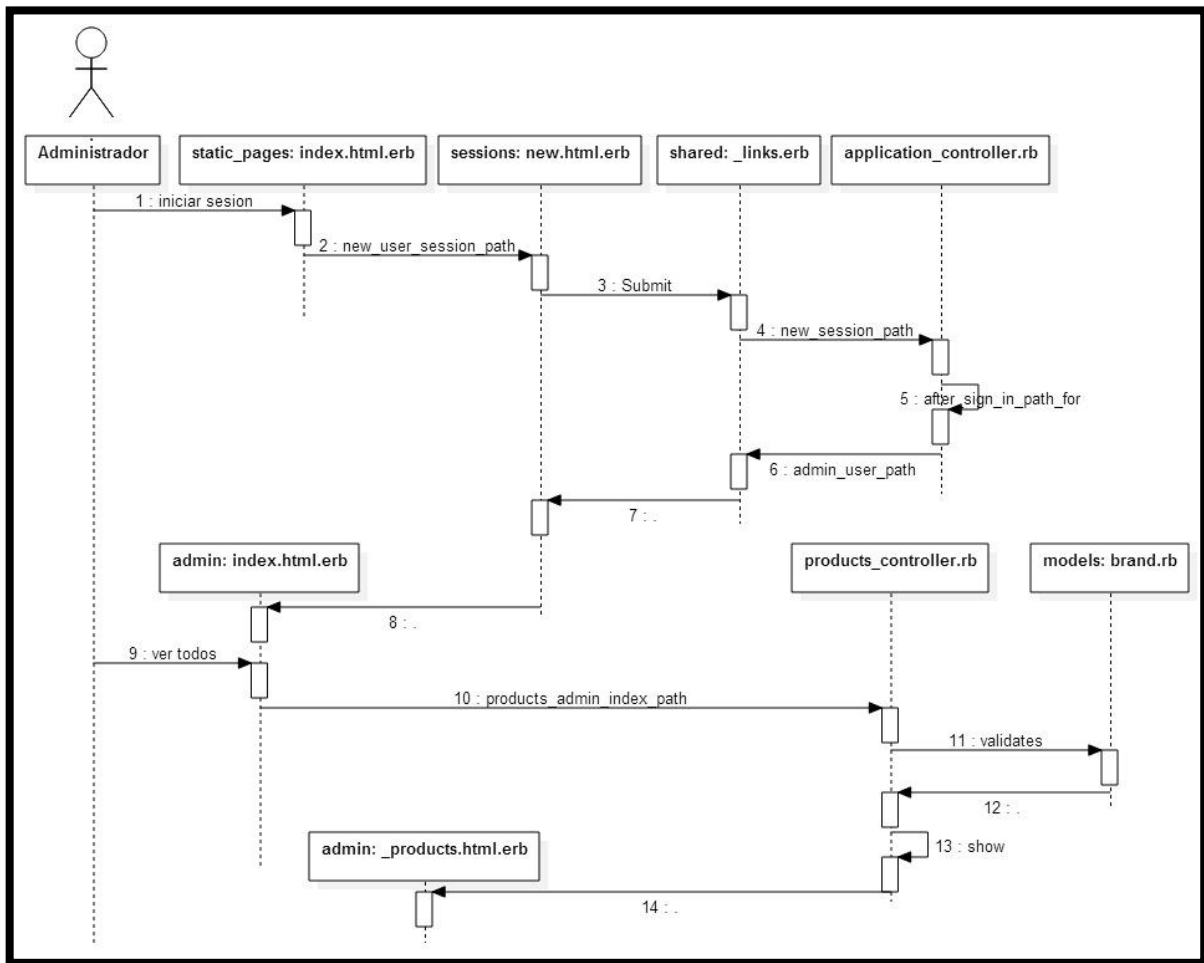 Administrador
static_pages: index.html.erb
sessions: new.html.erb
shared: _links.erb
application_controller.rb
1 : iniciar sesion
2 : new_user_session_path
3 : Submit
4 : new_session_path
5 : after_sign_in_path_for
6 : admin_user_path
7 : .
admin: index.html.erb
products_controller.rb
models: brand.rb
8 : .
9 : ver todos
10 : products_admin_index_path
11 : validates
12 : .
admin: _products.html.erb
13 : show
14 : .